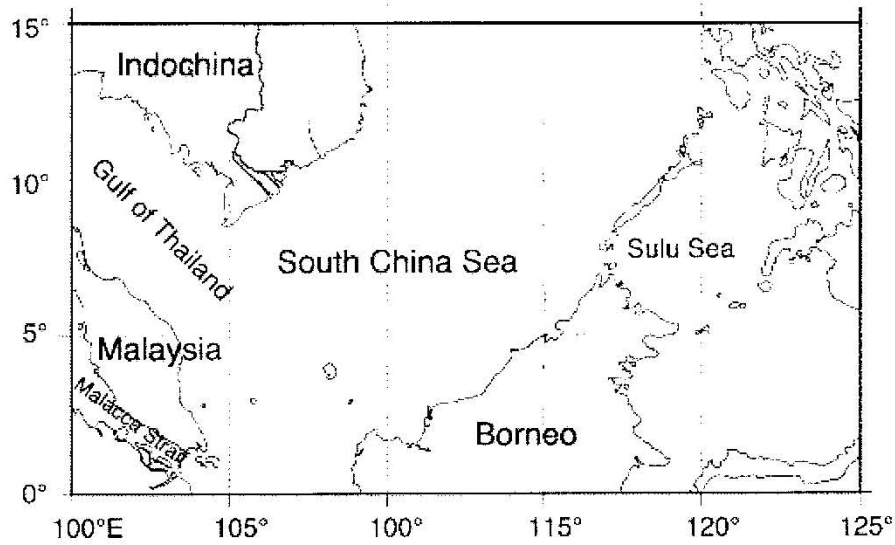 15°
Indochina
10°
Gulf of Thailand
South China Sea
Sulu Sea
5°
Malaysia
Malacca Strait
Borneo
0°
100°E 105° 100° 115° 120° 125°